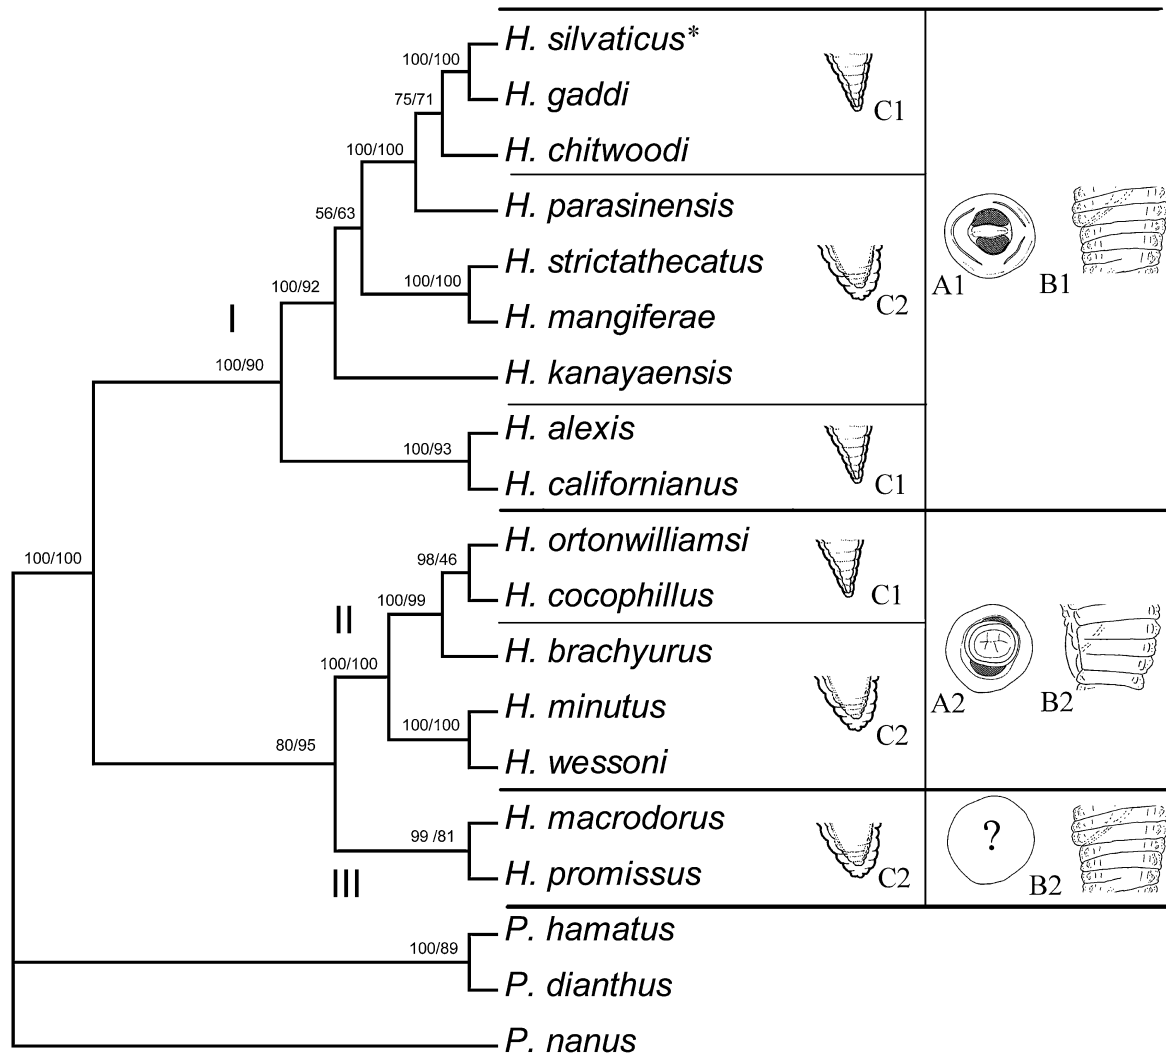 H. silvaticus*
100/100
H. gaddi
C1
75/71
100/100
H. chitwoodi
H. parasinensis
56/63
H. strictathecatus
100/100
C2
A1
B1
100/92
H. mangiferae
I
100/90
H. kanayaensis
H. alexis
100/93
C1
H. californianus
H. ortonwilliamsi
100/100
98/46
C1
100/99
H. cocophillus
II
H. brachyurus
100/100
H. minutus
A2
B2
100/100
C2
80/95
H. wessoni
H. macrodorus
?
99 /81
H. promissus
C2
B2
III
P. hamatus
100/89
P. dianthus
P. nanus